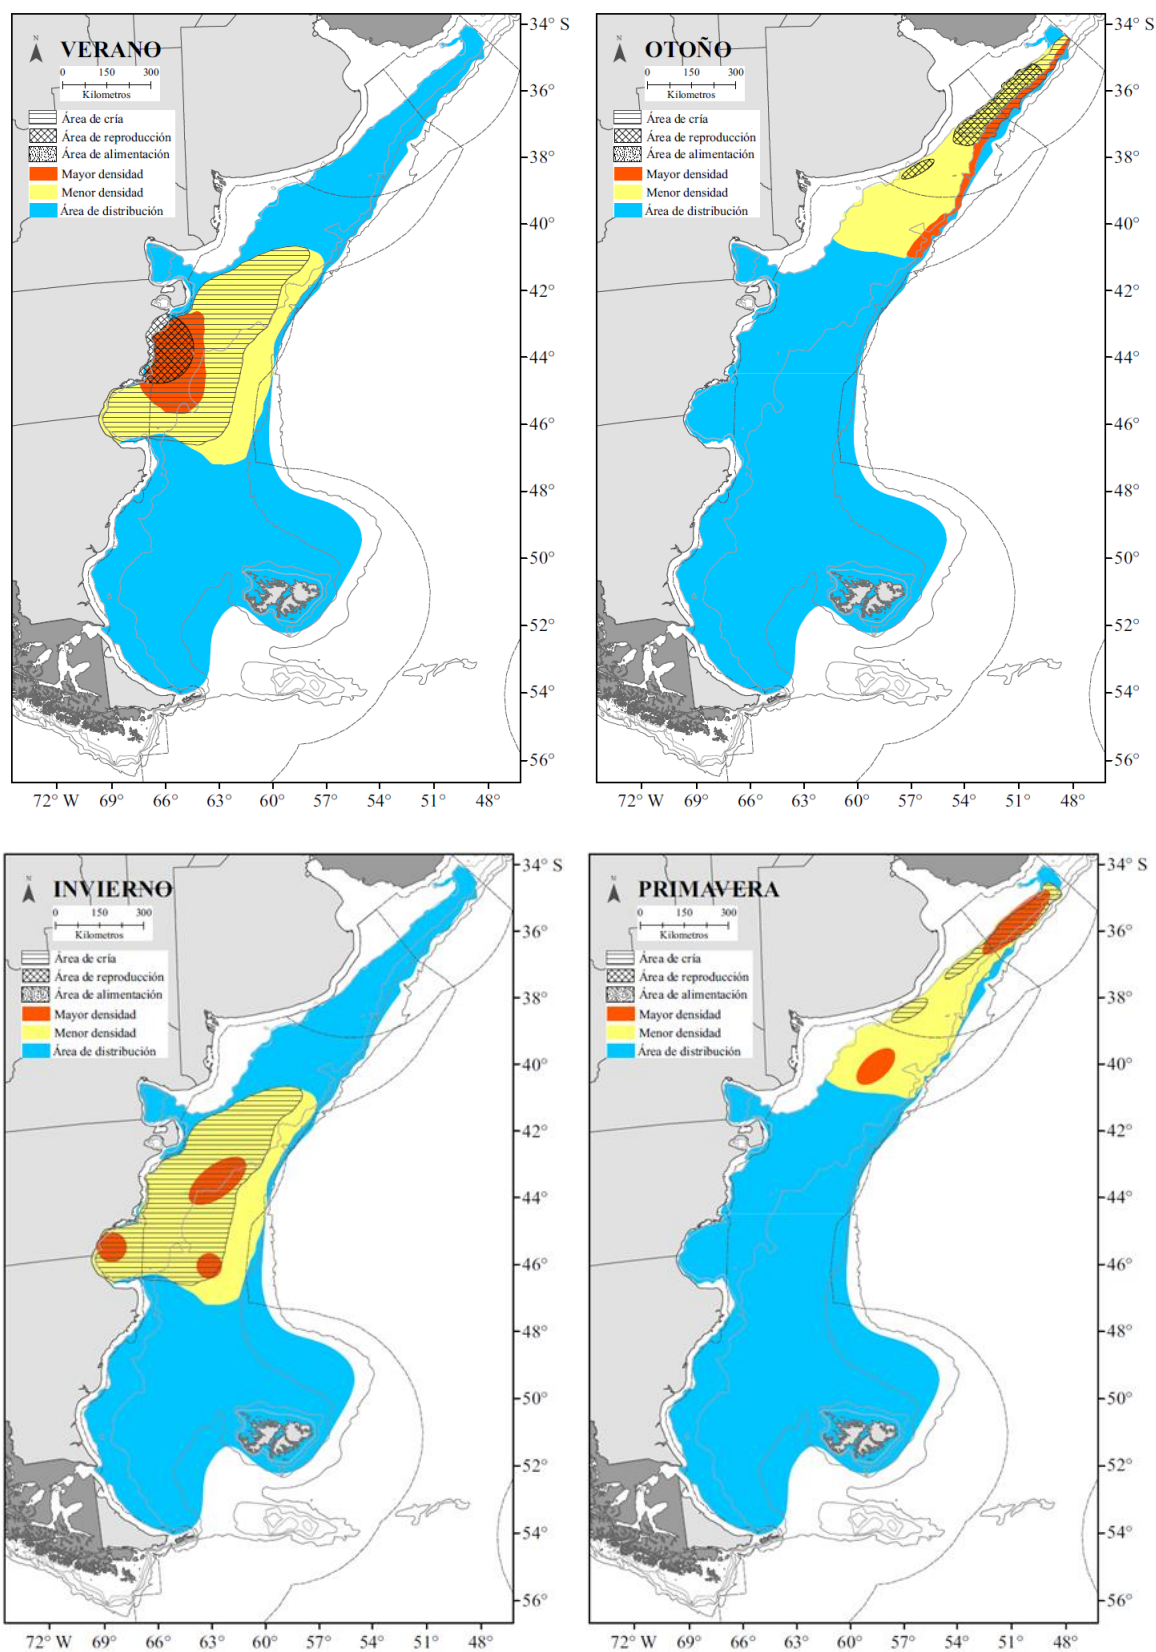 VERANO
N
0 150 300
Kilometros
Área de cría
Área de reproducción
Área de alimentación
Mayor densidad
Menor densidad
Área de distribución
34° S
36°
38°
40°
42°
44°
46°
48°
50°
52°
54°
56°
72° W 69° 66° 63° 60° 57° 54° 51° 48°
OTOÑO
N
0 150 300
Kilometros
Área de cría
Área de reproducción
Área de alimentación
Mayor densidad
Menor densidad
Área de distribución
34° S
36°
38°
40°
42°
44°
46°
48°
50°
52°
54°
56°
72° W 69° 66° 63° 60° 57° 54° 51° 48°
INVIERNO
N
0 150 300
Kilometros
Área de cría
Área de reproducción
Área de alimentación
Mayor densidad
Menor densidad
Área de distribución
34° S
36°
38°
40°
42°
44°
46°
48°
50°
52°
54°
56°
72° W 69° 66° 63° 60° 57° 54° 51° 48°
PRIMAVERA
N
0 150 300
Kilometros
Área de cría
Área de reproducción
Área de alimentación
Mayor densidad
Menor densidad
Área de distribución
34° S
36°
38°
40°
42°
44°
46°
48°
50°
52°
54°
56°
72° W 69° 66° 63° 60° 57° 54° 51° 48°